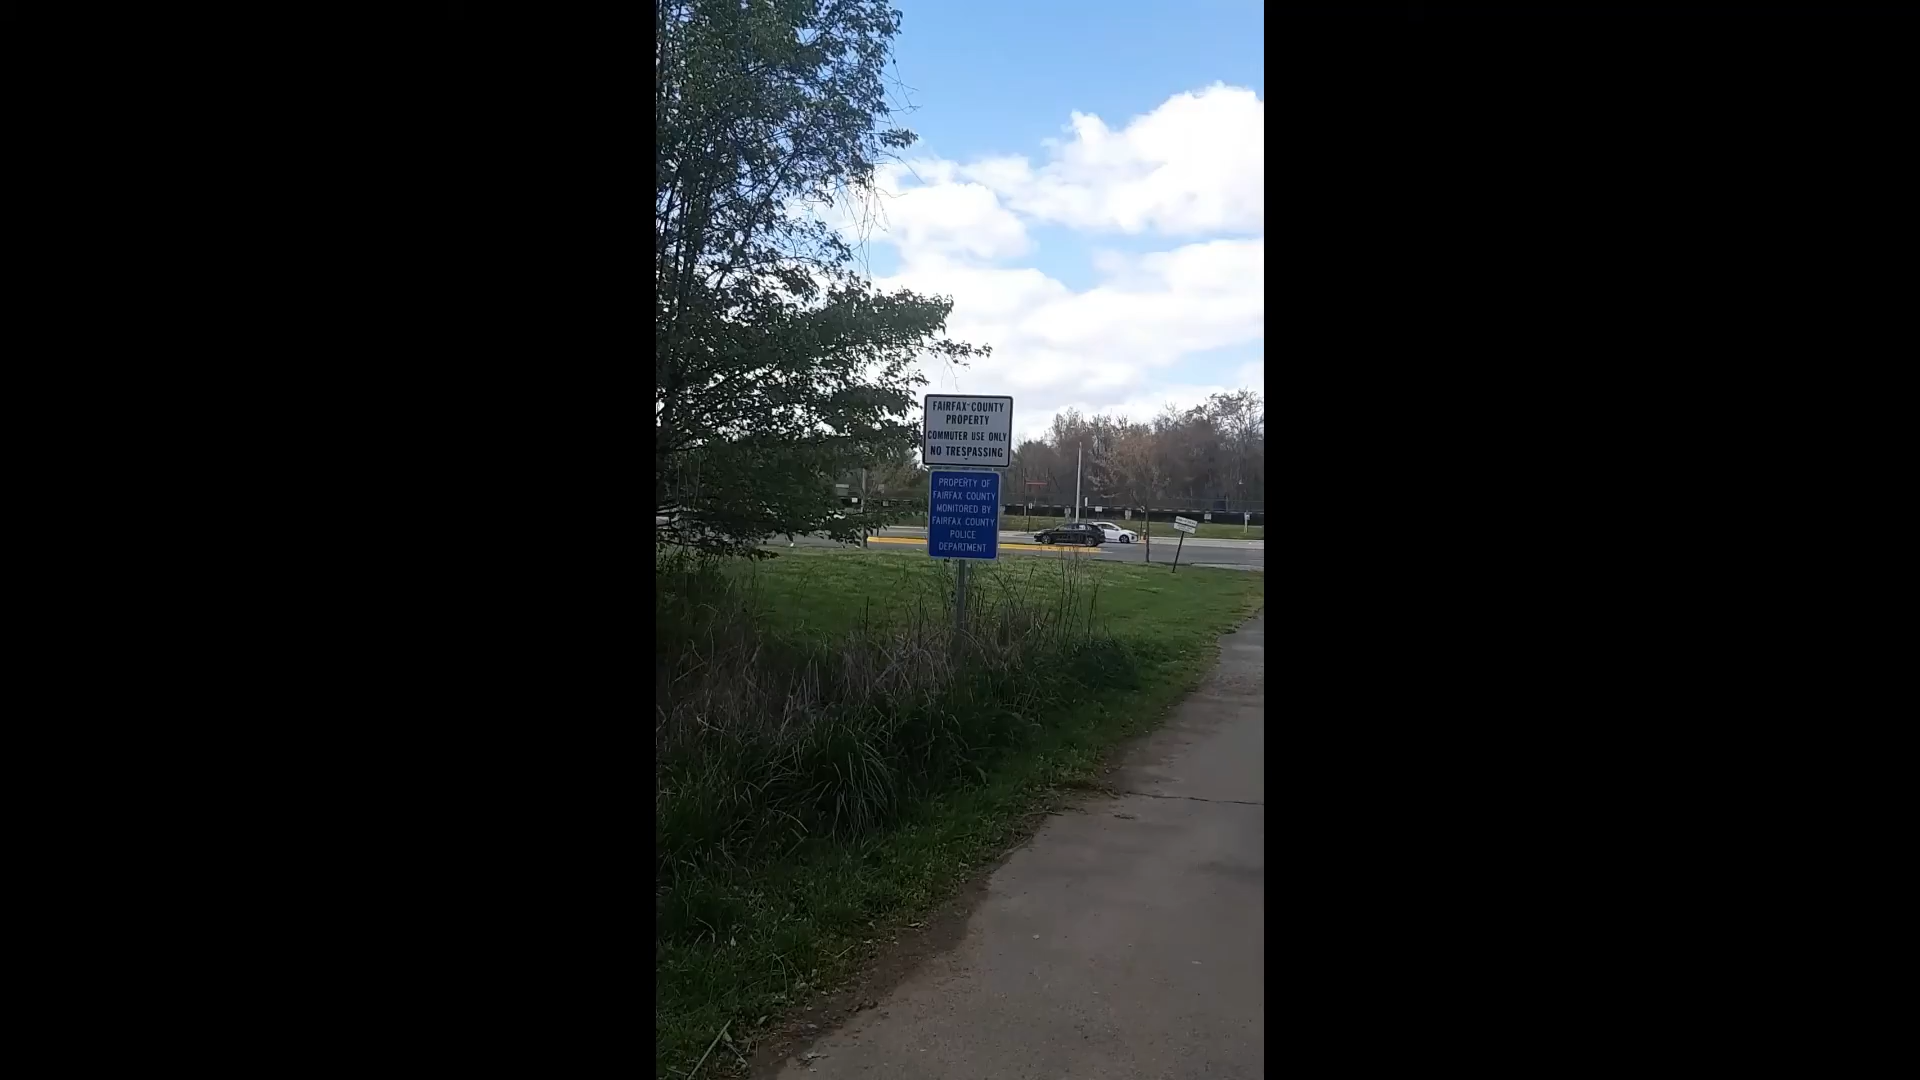 FAIRFAX COUNTY
PROPERTY
COMMUTER USE ONLY
NO TRESPASSING
PROPERTY OF
FAIRFAX COUNTY
MONITORED BY
FAIRFAX COUNTY
POLICE
DEPARTMENT